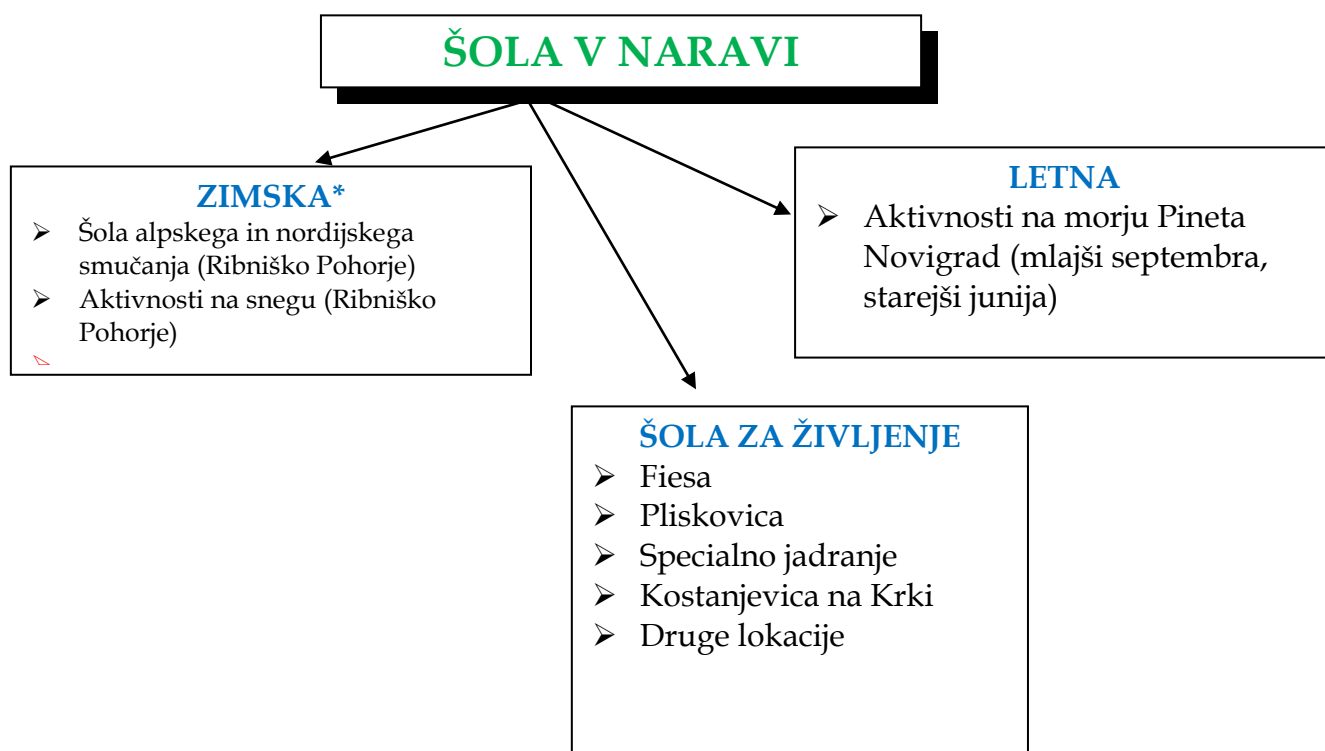 ŠOLA V NARAVI
ZIMSKA*
➢ Šola alpskega in nordijskega
smučanja (Ribniško Pohorje)
➢ Aktivnosti na snegu (Ribniško
Pohorje)
LETNA
➢ Aktivnosti na morju Pineta
Novigrad (mlajši septembra,
starejši junija)
ŠOLA ZA ŽIVLJENJE
➢ Fiesa
➢ Pliskovica
➢ Specialno jadranje
➢ Kostanjevica na Krki
➢ Druge lokacije